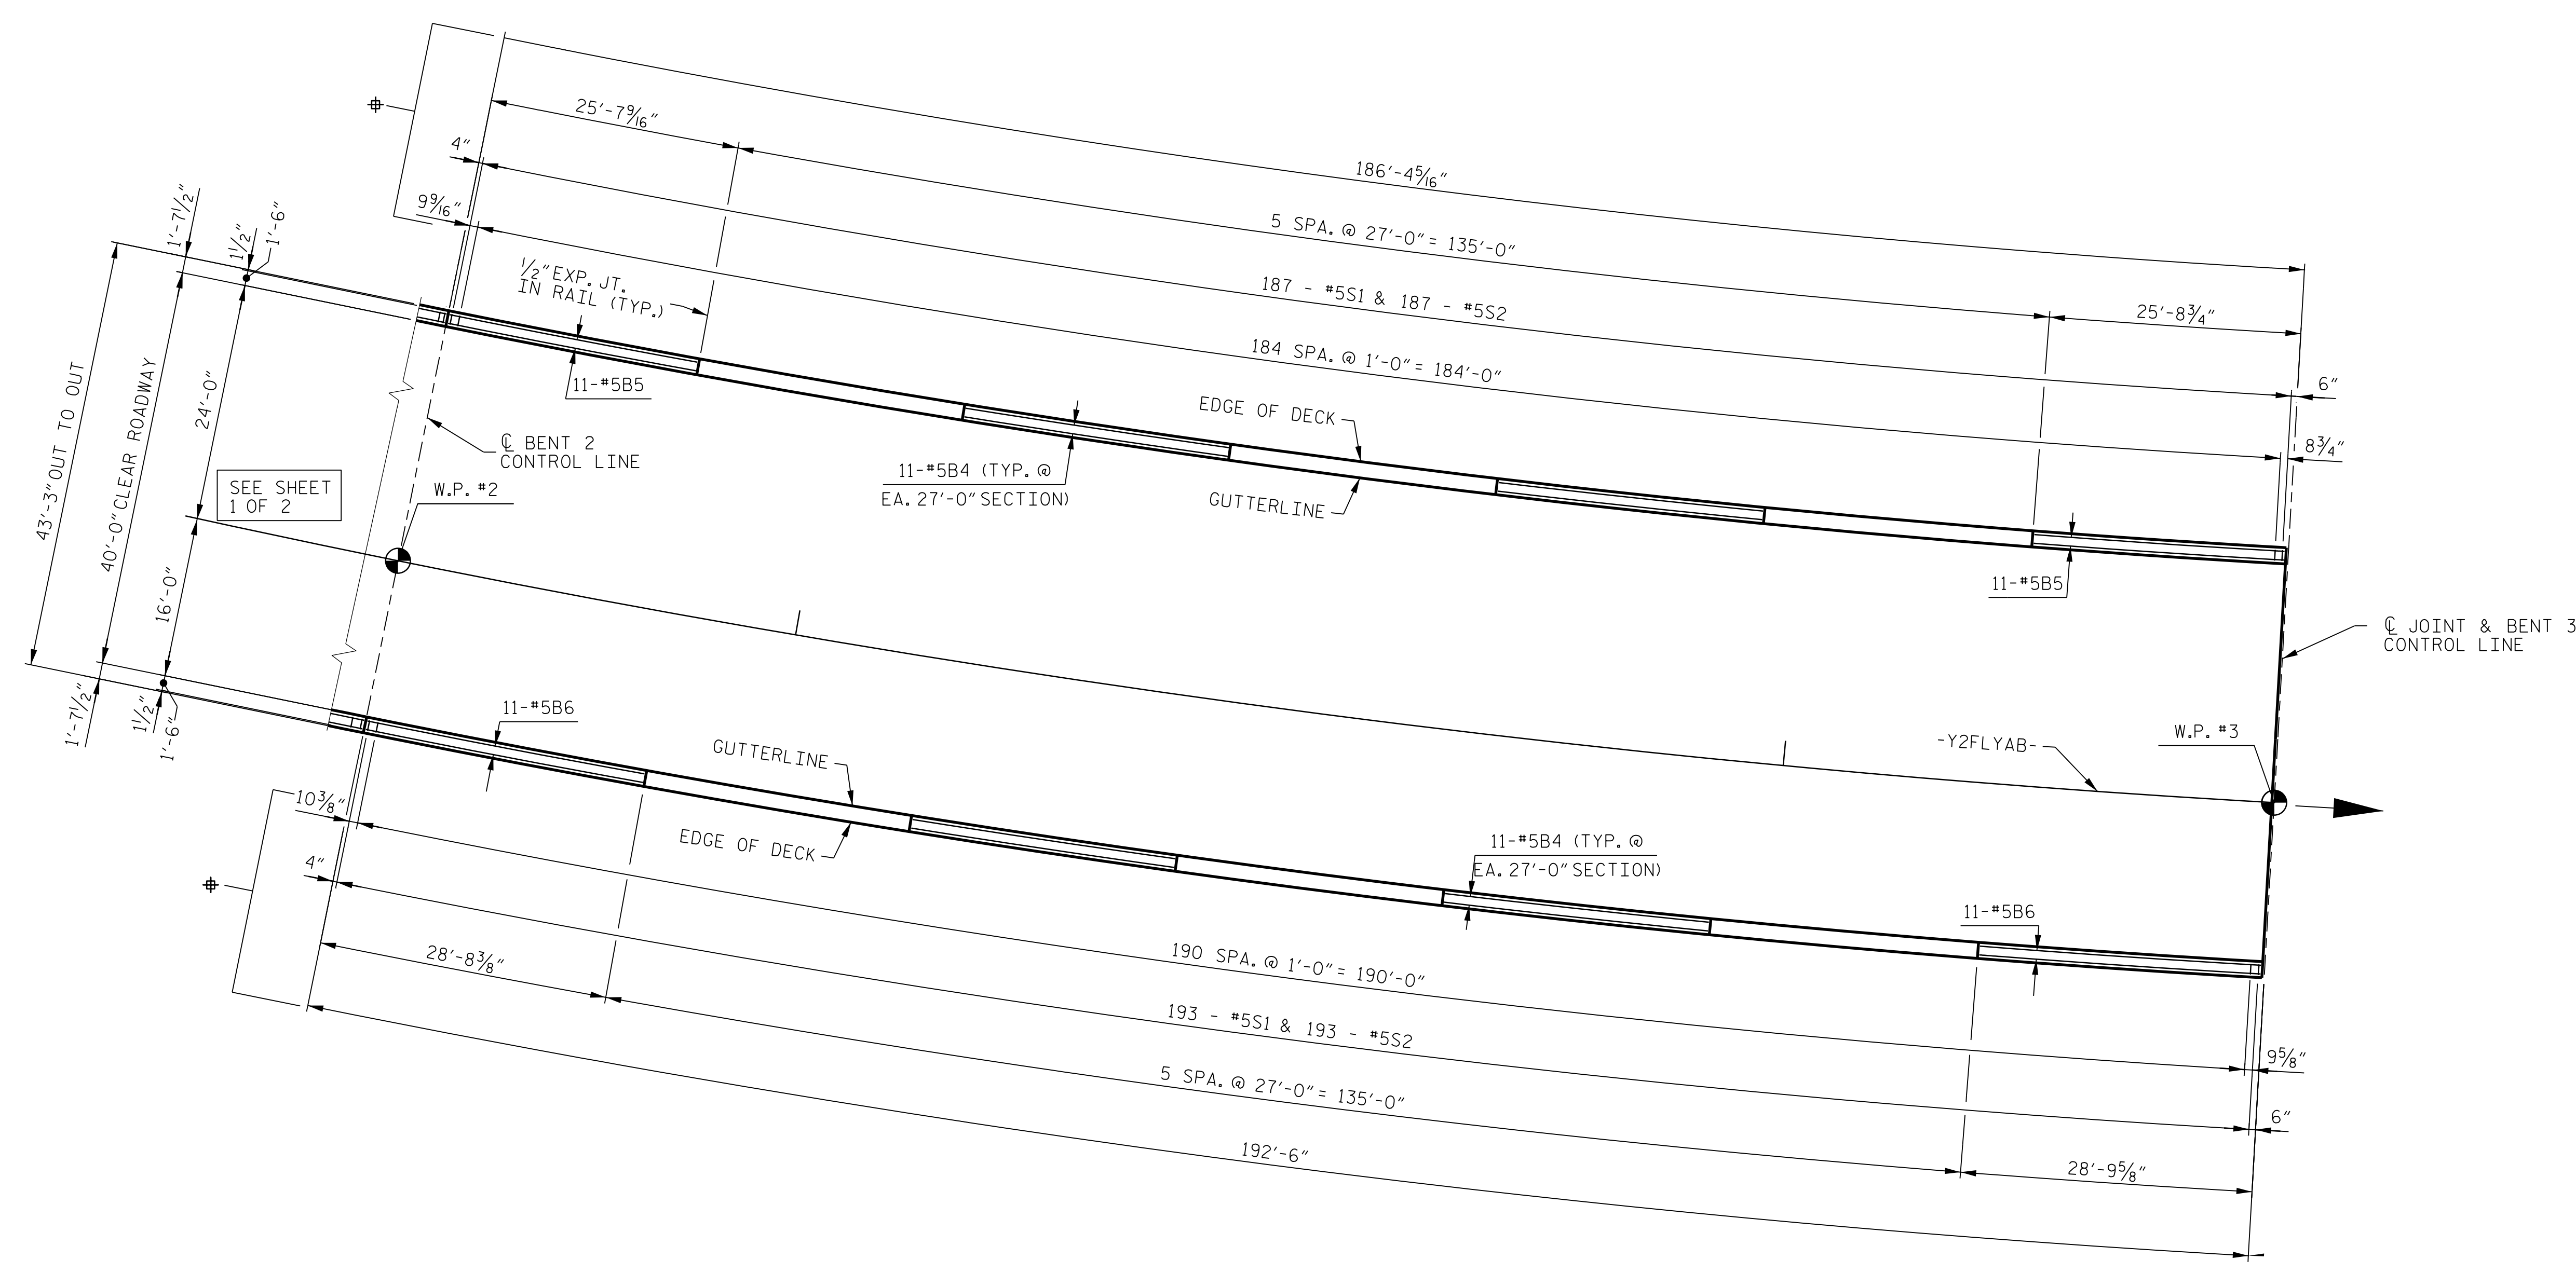 186'-4 5/16"
25'-7 9/16"
5 SPA. @ 27'-0" = 135'-0"
25'-8 3/4"
4"
187 - #5S1 & 187 - #5S2
6"
9 9/16"
184 SPA. @ 1'-0" = 184'-0"
8 3/4"
1/2" EXP. JT.
IN RAIL (TYP.)
1'-7 1/2"
1 1/2"
1'-6"
43'-3" OUT TO OUT
40'-0" CLEAR ROADWAY
24'-0"
16'-0"
1'-7 1/2"
1 1/2"
1'-6"
11-#5B5
℄ BENT 2
CONTROL LINE
SEE SHEET
1 OF 2
W.P. #2
EDGE OF DECK
11-#5B4 (TYP. @
EA. 27'-0" SECTION)
GUTTERLINE
11-#5B5
℄ JOINT & BENT 3
CONTROL LINE
-Y2FLYAB-
W.P. #3
11-#5B6
GUTTERLINE
EDGE OF DECK
11-#5B4 (TYP. @
EA. 27'-0" SECTION)
11-#5B6
10 3/8"
190 SPA. @ 1'-0" = 190'-0"
9 5/8"
4"
193 - #5S1 & 193 - #5S2
6"
28'-8 3/8"
5 SPA. @ 27'-0" = 135'-0"
28'-9 5/8"
192'-6"